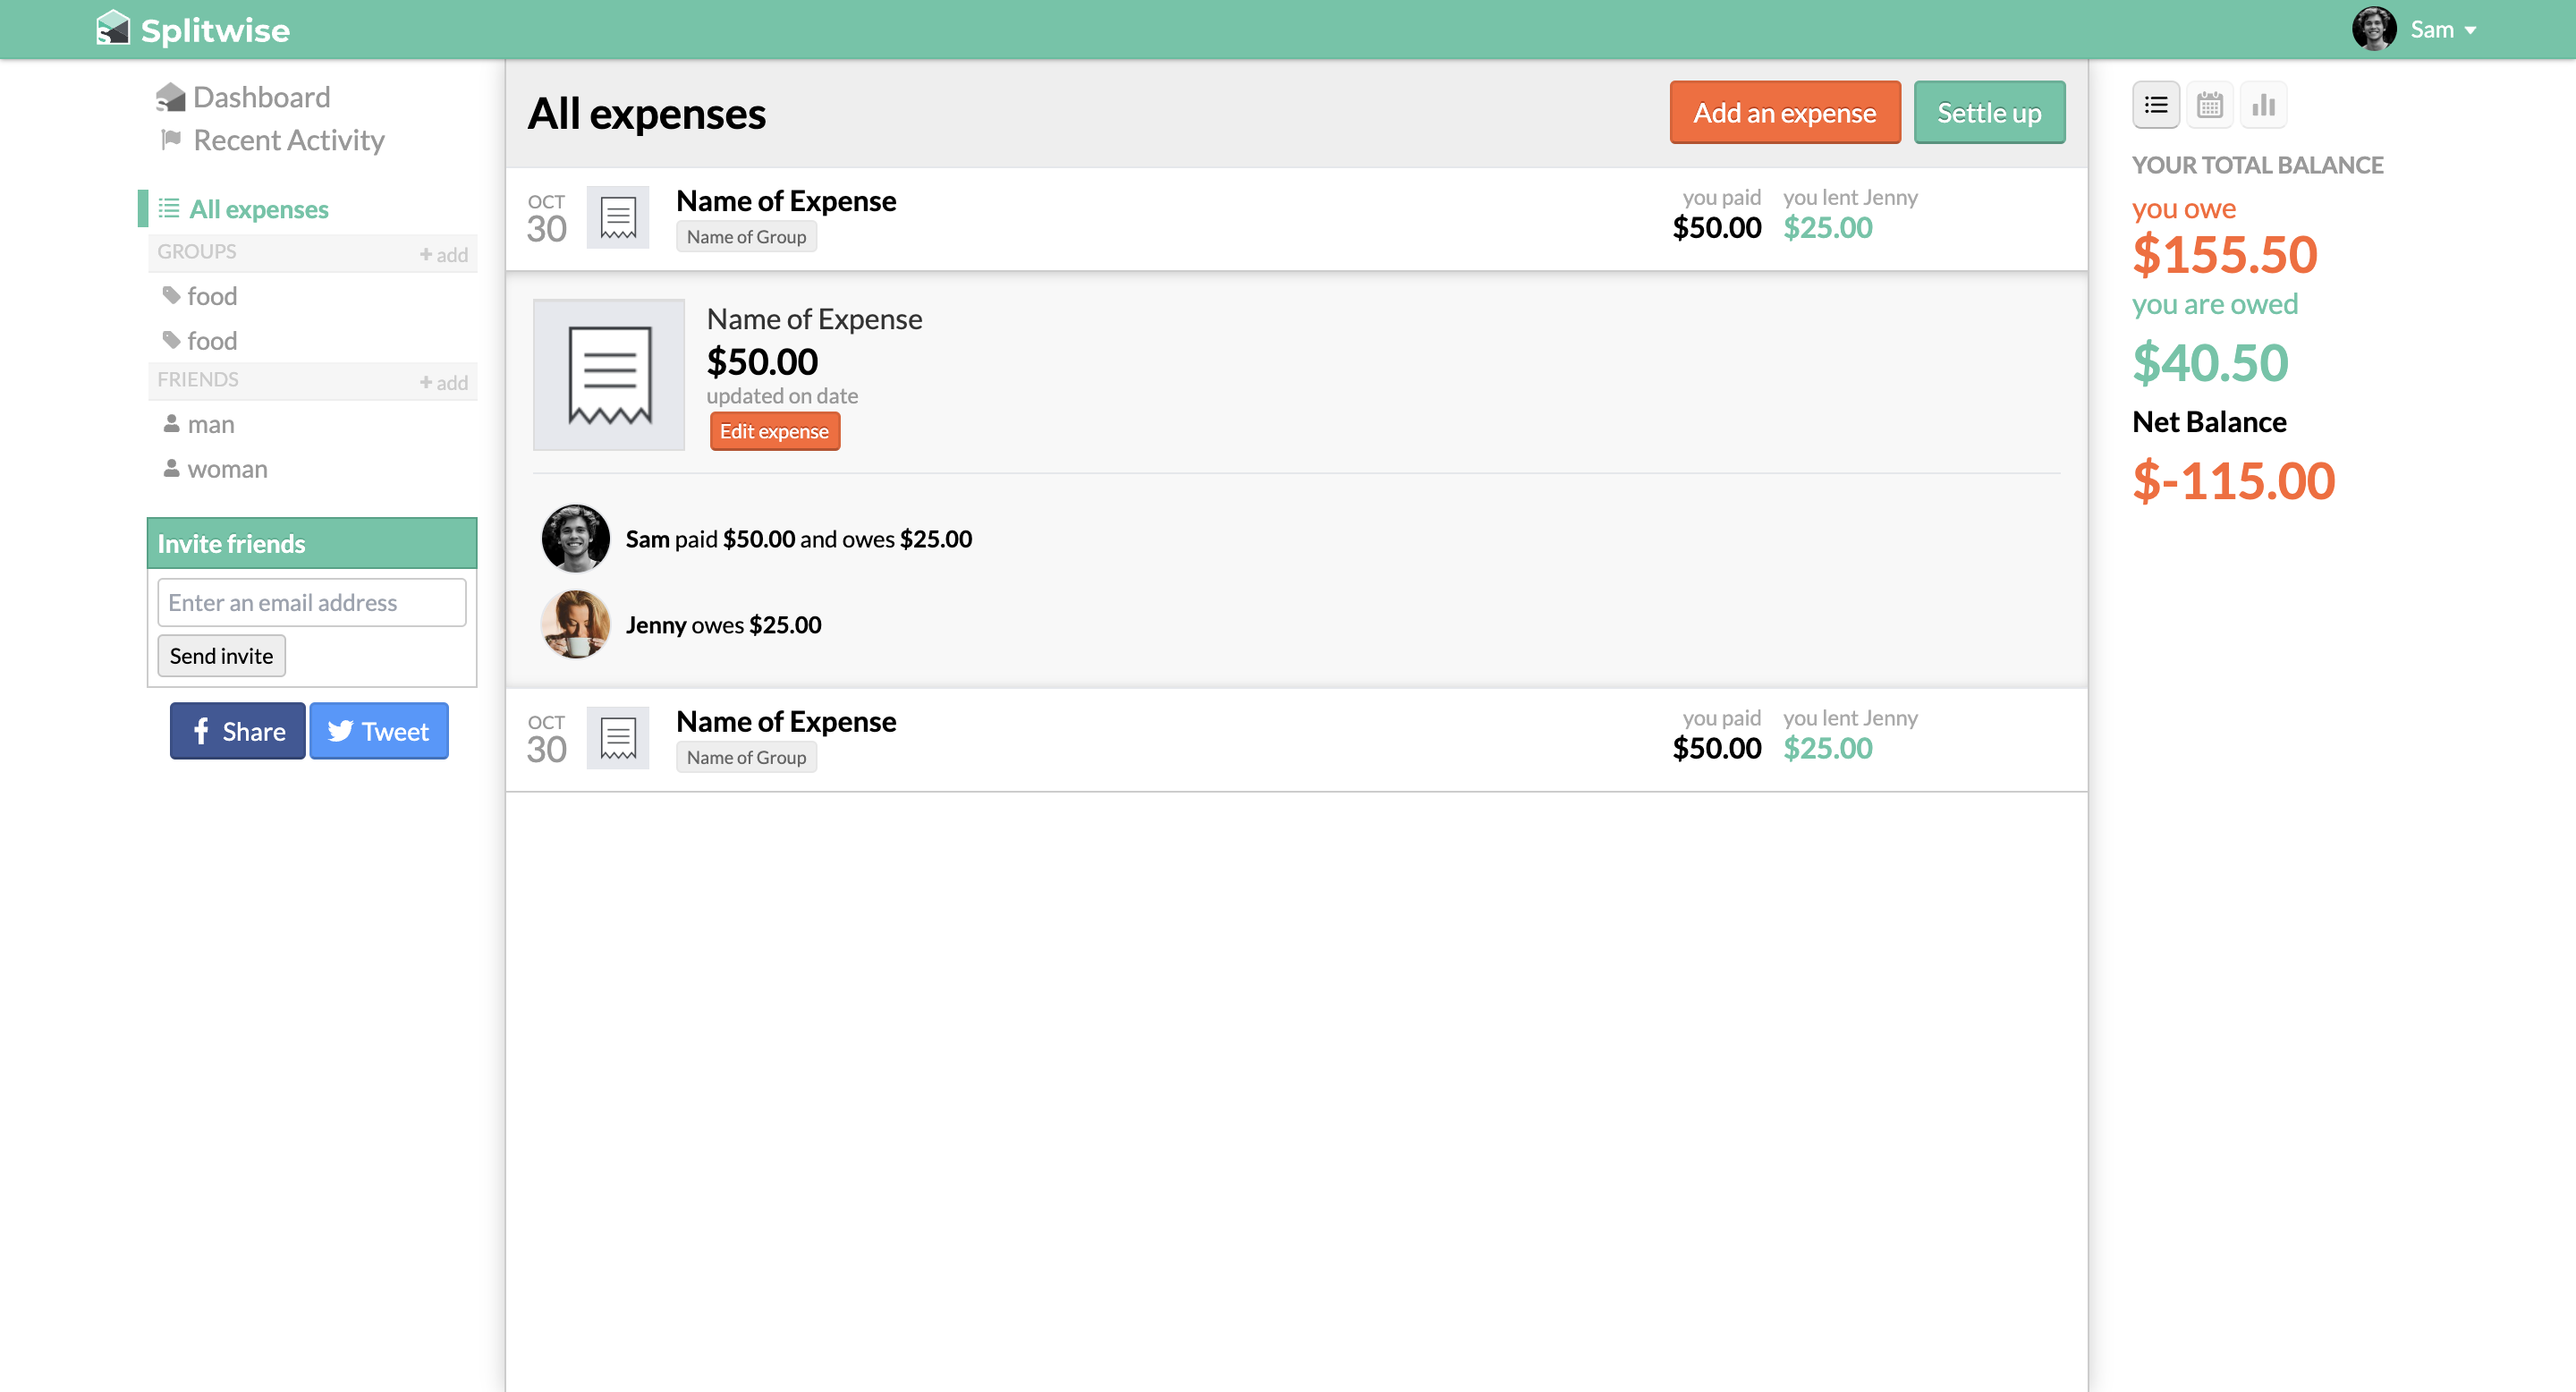 Splitwise
Sam
Dashboard
Recent Activity
All expenses
GROUPS
+ add
food
food
FRIENDS
+ add
man
woman
Invite friends
Enter an email address
Send invite
Share
Tweet
All expenses
Add an expense
Settle up
OCT
30
Name of Expense
Name of Group
you paid
$50.00
you lent Jenny
$25.00
Name of Expense
$50.00
updated on date
Edit expense
Sam paid $50.00 and owes $25.00
Jenny owes $25.00
OCT
30
Name of Expense
Name of Group
you paid
$50.00
you lent Jenny
$25.00
YOUR TOTAL BALANCE
you owe
$155.50
you are owed
$40.50
Net Balance
$-115.00